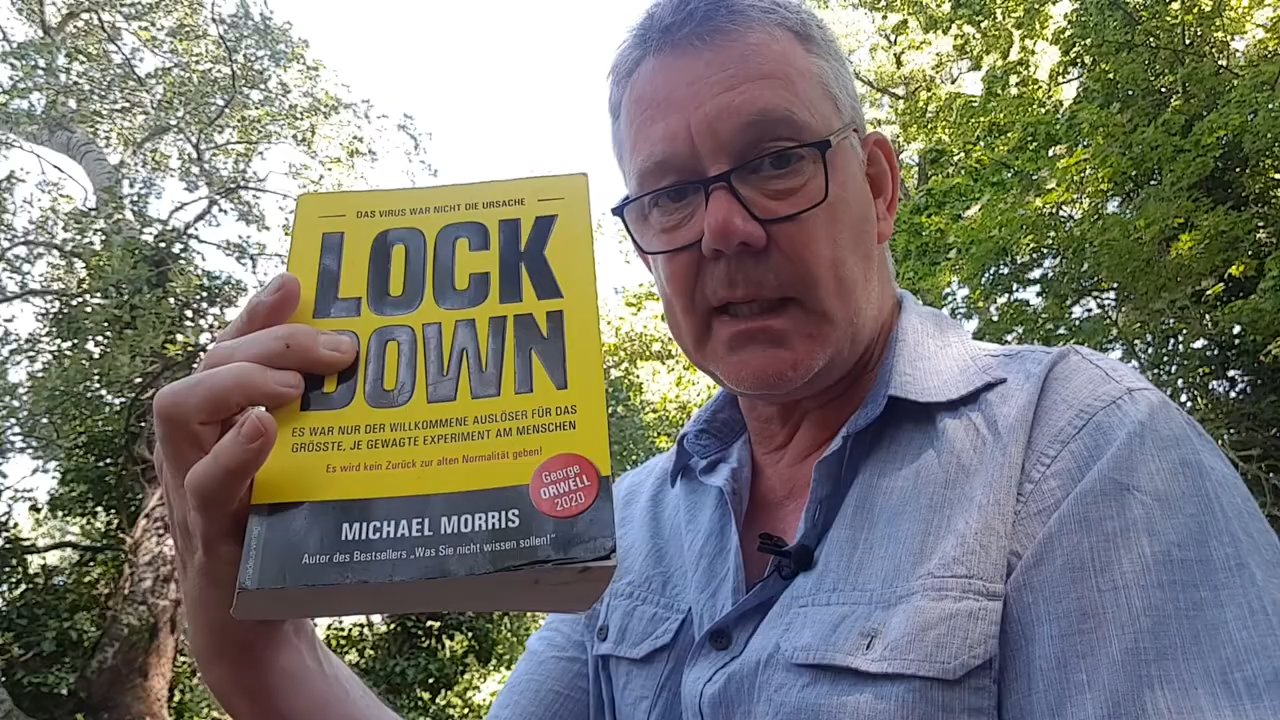 DAS VIRUS WAR NICHT DIE URSACHE
LOCK
DOWN
ES WAR NUR DER WILLKOMMENE AUSLÖSER FÜR DAS
GRÖSSTE, JE GEWAGTE EXPERIMENT AM MENSCHEN
Es wird kein Zurück zur alten Normalität geben!
George
ORWELL
2020
MICHAEL MORRIS
Autor des Bestsellers „Was Sie nicht wissen sollen!“
amadeus-verlag